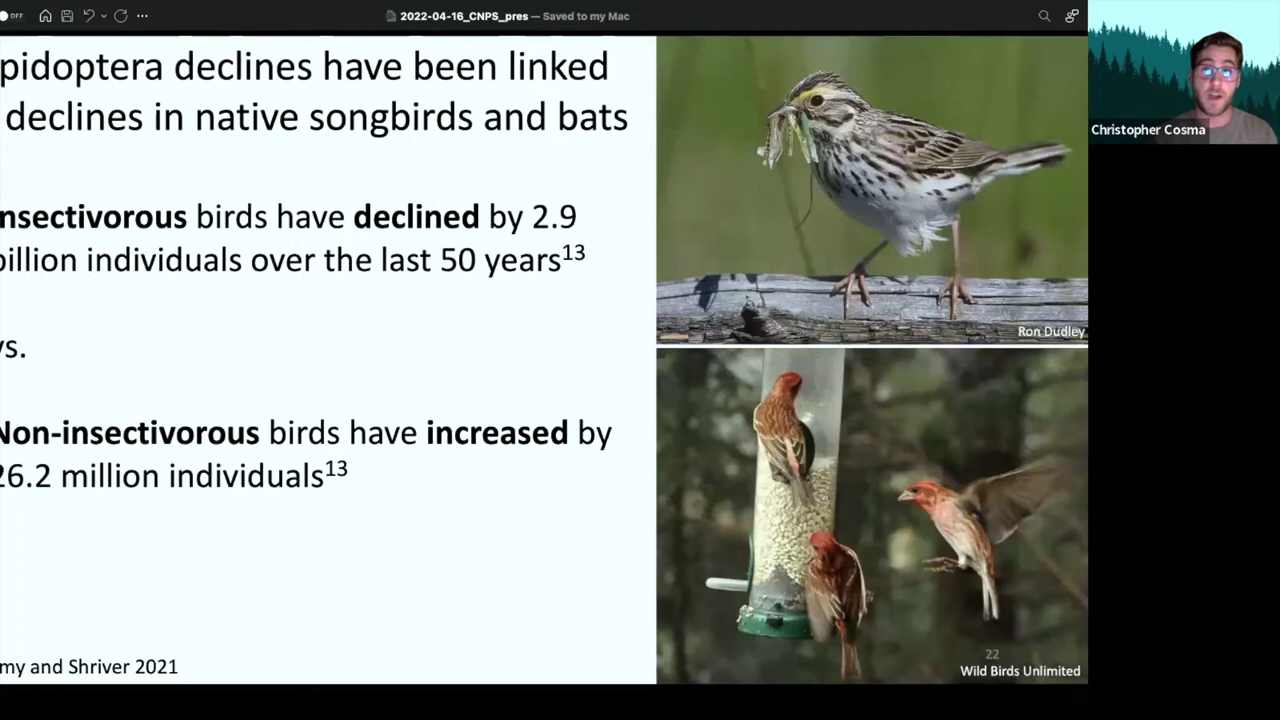 OFF
2022-04-16_CNPS_pres — Saved to my Mac
pidoptera declines have been linked
declines in native songbirds and bats
nsectivorous birds have declined by 2.9
billion individuals over the last 50 years13
vs.
Non-insectivorous birds have increased by
26.2 million individuals13
my and Shriver 2021
Ron Dudley
22
Wild Birds Unlimited
Christopher Cosma